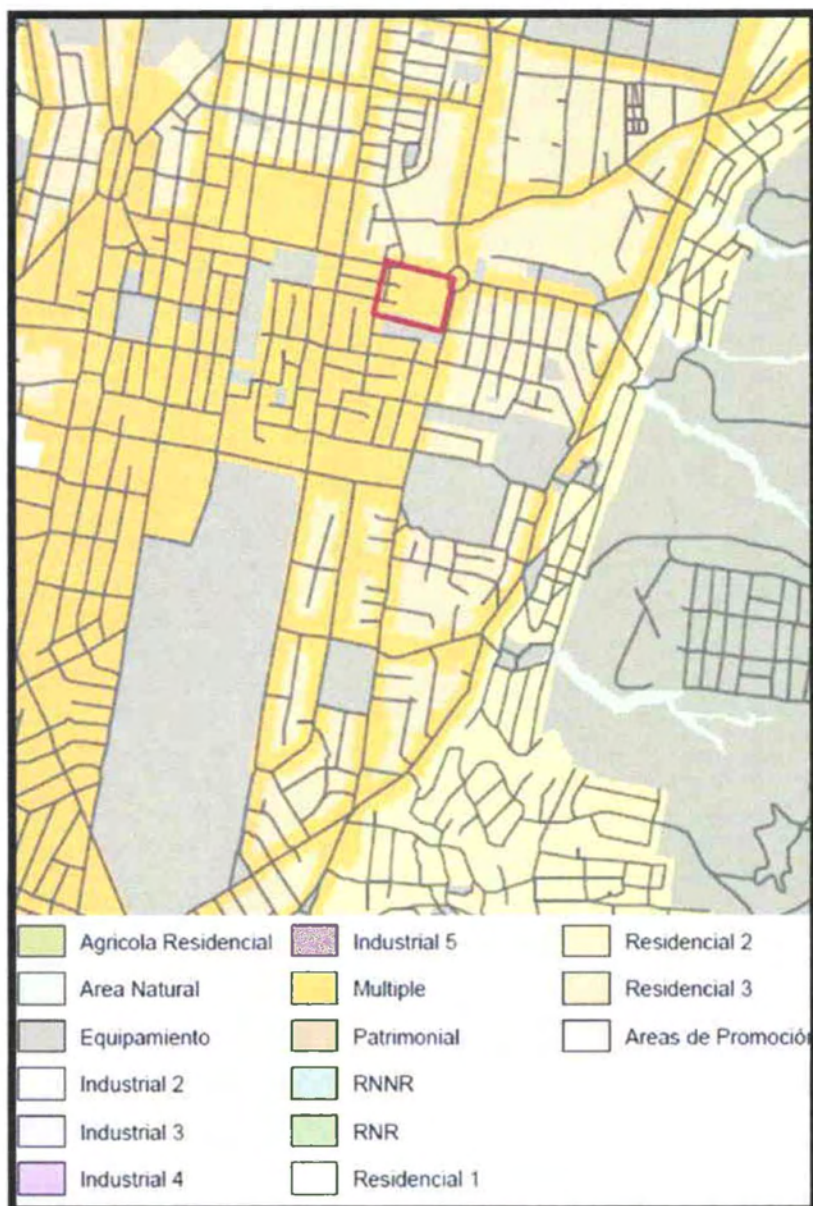 Agricola Residencial
Area Natural
Equipamiento
Industrial 2
Industrial 3
Industrial 4
Industrial 5
Multiple
Patrimonial
RNNR
RNR
Residencial 1
Residencial 2
Residencial 3
Areas de Promoción